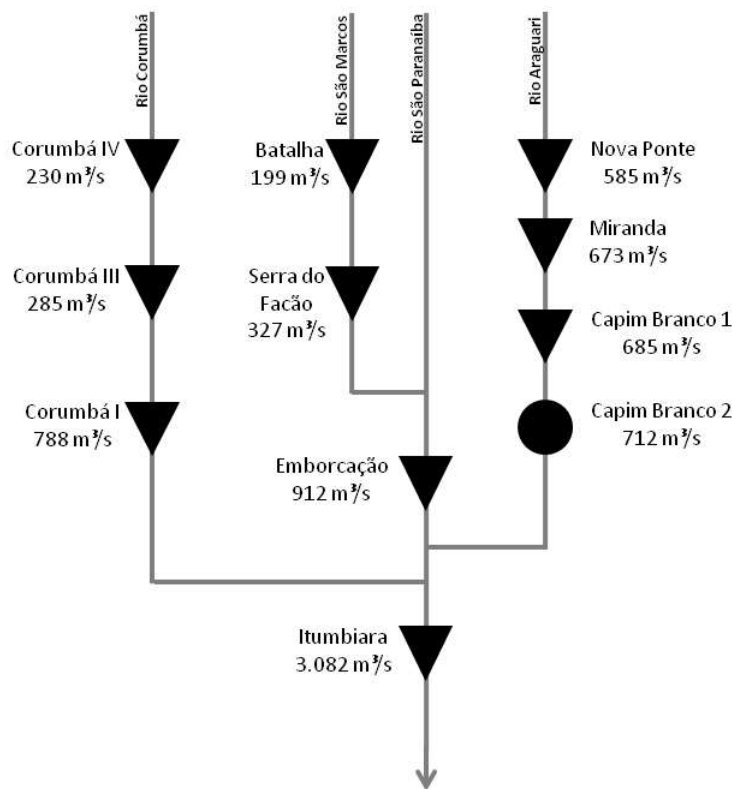 Rio Corumbá
Rio São Marcos
Rio São Paranaíba
Rio Araguari
Corumbá IV
230 m³/s
Batalha
199 m³/s
Nova Ponte
585 m³/s
Miranda
673 m³/s
Corumbá III
285 m³/s
Serra do
Facão
327 m³/s
Capim Branco 1
685 m³/s
Corumbá I
788 m³/s
Capim Branco 2
712 m³/s
Emborcação
912 m³/s
Itumbiara
3.082 m³/s